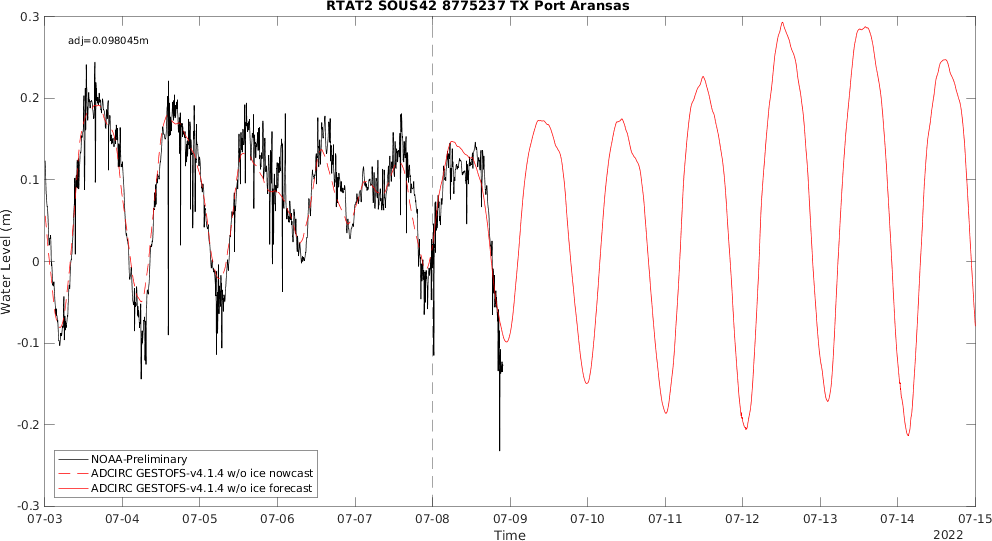 RTAT2 SOUS42 8775237 TX Port Aransas
adj=0.098045m
0.3
0.2
0.1
0
-0.1
-0.2
-0.3
Water Level (m)
NOAA-Preliminary
ADCIRC GESTOFS-v4.1.4 w/o ice nowcast
ADCIRC GESTOFS-v4.1.4 w/o ice forecast
07-03 07-04 07-05 07-06 07-07 07-08 07-09 07-10 07-11 07-12 07-13 07-14 07-15
Time
2022